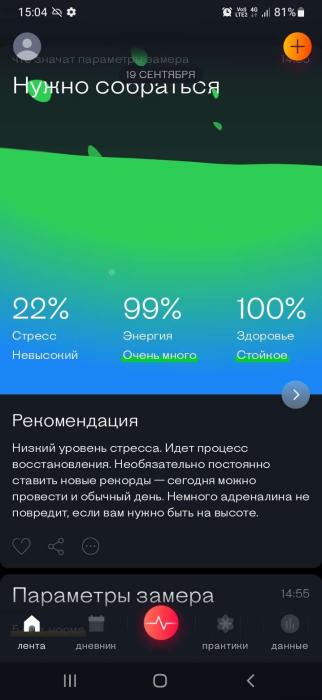 15:04 VoI) 4G LTE2 81%
Что значат параметры замера 14:55
19 СЕНТЯБРЯ
Нужно собраться
22% 99% 100%
Стресс Энергия Здоровье
Невысокий Очень много Стойкое
Рекомендация
Низкий уровень стресса. Идет процесс
восстановления. Необязательно постоянно
ставить новые рекорды — сегодня можно
провести и обычный день. Немного адреналина не
повредит, если вам нужно быть на высоте.
Параметры замера 14:55
лента дневник практики данные